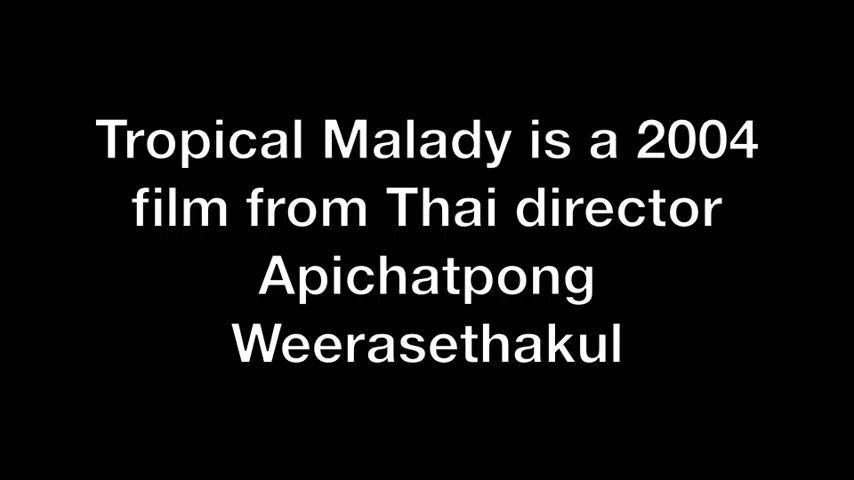 Tropical Malady is a 2004
film from Thai director
Apichatpong
Weerasethakul